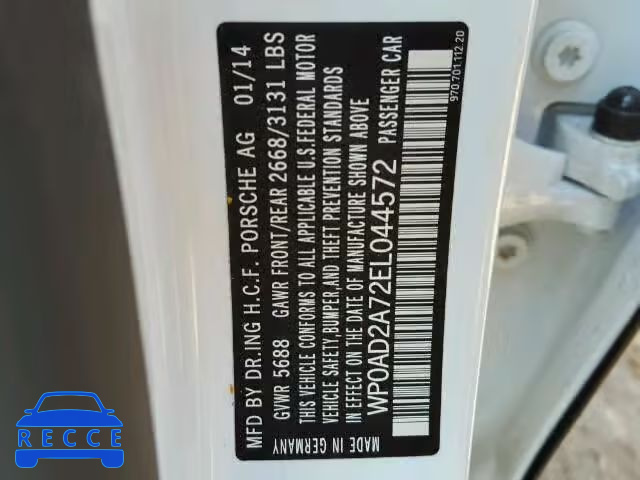 MFD BY DR.ING H.C.F. PORSCHE AG 01/14
GVWR 5688 GAWR FRONT/REAR 2668/3131 LBS
THIS VEHICLE CONFORMS TO ALL APPLICABLE U.S.FEDERAL MOTOR
VEHICLE SAFETY,BUMPER,AND THEFT PREVENTION STANDARDS
IN EFFECT ON THE DATE OF MANUFACTURE SHOWN ABOVE
WP0AD2A72EL044572 PASSENGER CAR
MADE IN GERMANY
970.701.112.20
RECCE